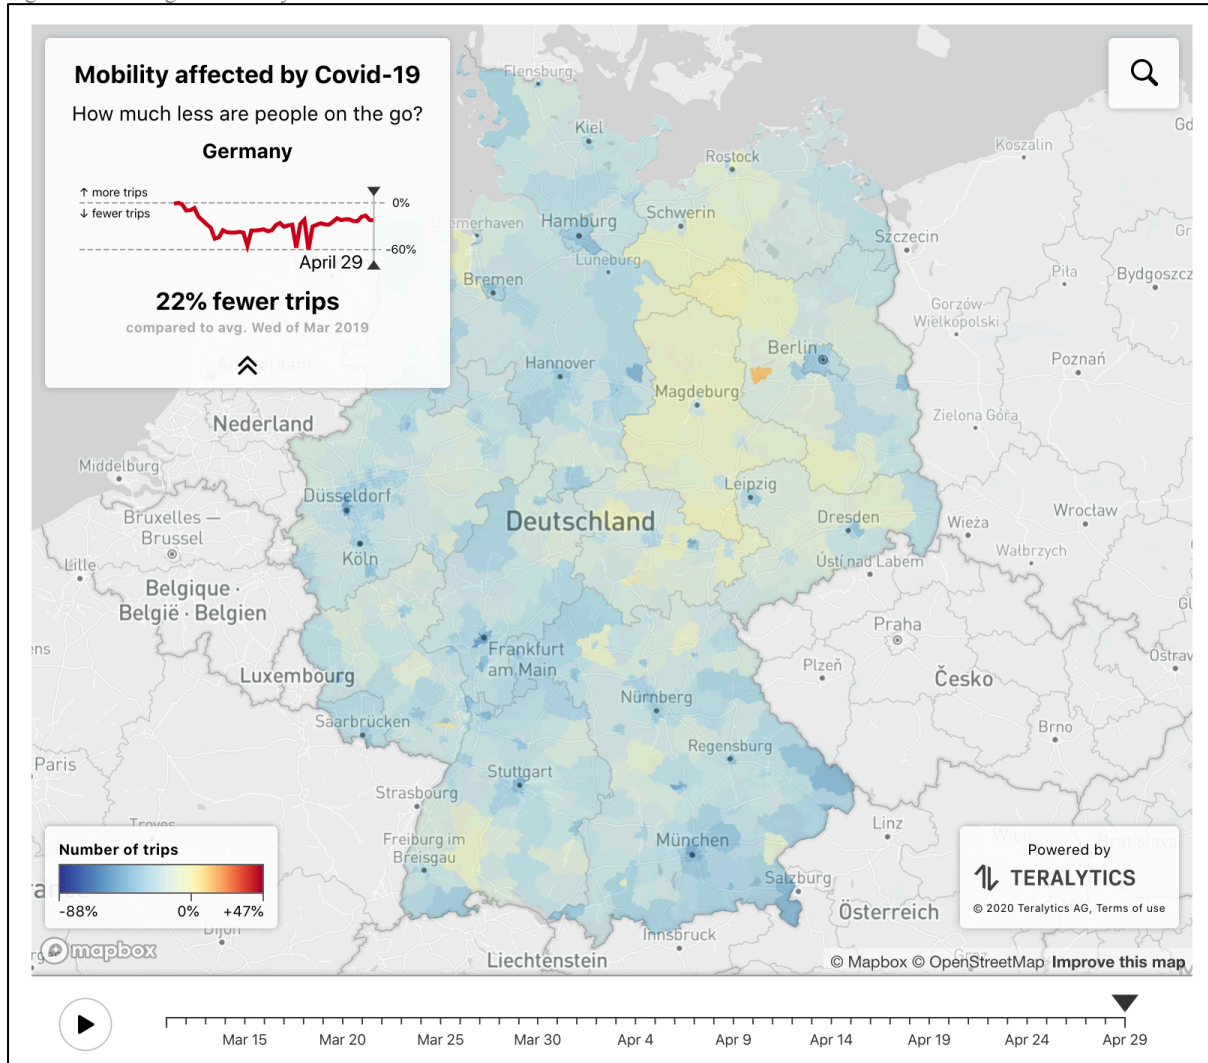 Mobility affected by Covid-19
How much less are people on the go?
Germany
↑ more trips
↓ fewer trips
0%
-60%
April 29
22% fewer trips
compared to avg. Wed of Mar 2019
Flensburg
Kiel
Rostock
Koszalin
Hamburg
Schwerin
Szczecin
Lüneburg
Bremen
Piła
Bydgoszcz
Gorzów
Wielkopolski
Hannover
Berlin
Poznań
Magdeburg
Nederland
Zielona Góra
Middelburg
Düsseldorf
Leipzig
Bruxelles —
Brussel
Deutschland
Dresden
Wieża
Wrocław
Köln
Lille
Ústí nad Labem
Wałbrzych
Belgique ·
België · Belgien
Praha
Frankfurt
am Main
Plzeň
Česko
Ostrav
Luxembourg
Nürnberg
Saarbrücken
Brno
Regensburg
Paris
Stuttgart
Strasbourg
Linz
Freiburg im
Breisgau
München
Salzburg
Österreich
Innsbruck
Liechtenstein
Dijon
Number of trips
-88%
0%
+47%
Powered by
TERALYTICS
© 2020 Teralytics AG, Terms of use
mapbox
© Mapbox © OpenStreetMap Improve this map
Mar 15
Mar 20
Mar 25
Mar 30
Apr 4
Apr 9
Apr 14
Apr 19
Apr 24
Apr 29